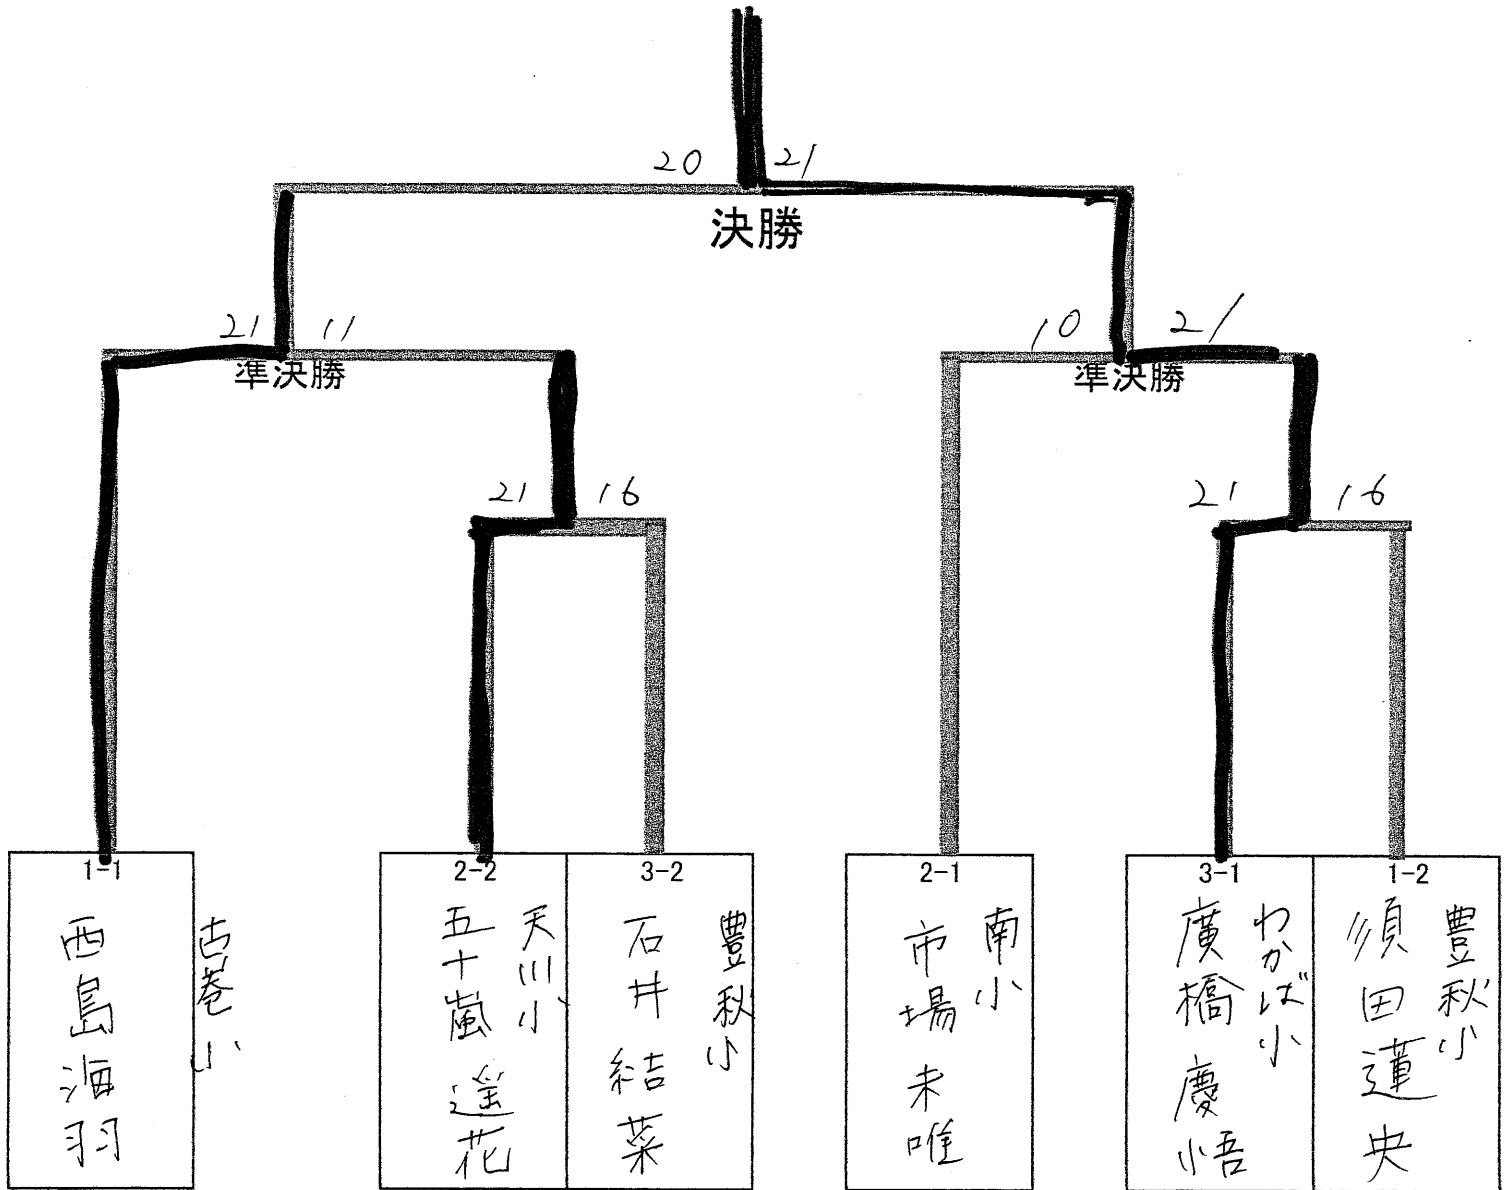 20 21
決勝
21 11
準決勝
10 21
準決勝
21 16
21 16
1-1
西島海羽
古巻小
2-2
天川小
五十嵐遥花
3-2
豊秋小
石井結菜
2-1
南小
市場未唯
3-1
わかば小
廣橋慶悟
1-2
豊秋小
須田蓮央